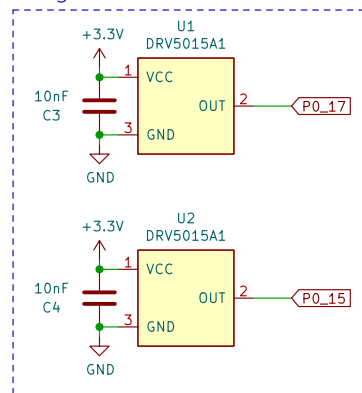 U1
DRV5015A1
+3.3V
1
VCC
10nF
C3
OUT
2
P0_17
3
GND
GND
U2
DRV5015A1
+3.3V
1
VCC
10nF
C4
OUT
2
P0_15
3
GND
GND